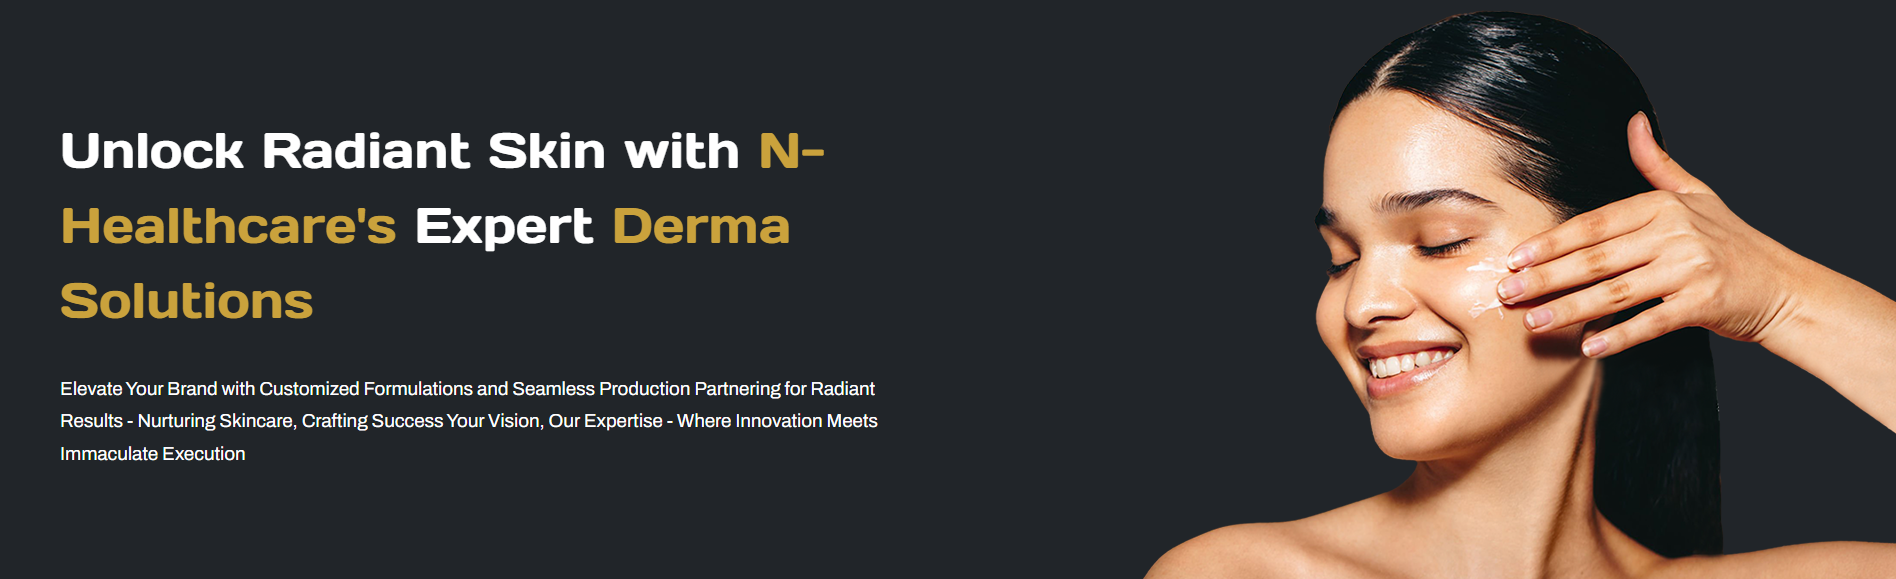 Unlock Radiant Skin with N-
Healthcare's Expert Derma
Solutions
Elevate Your Brand with Customized Formulations and Seamless Production Partnering for Radiant
Results - Nurturing Skincare, Crafting Success Your Vision, Our Expertise - Where Innovation Meets
Immaculate Execution